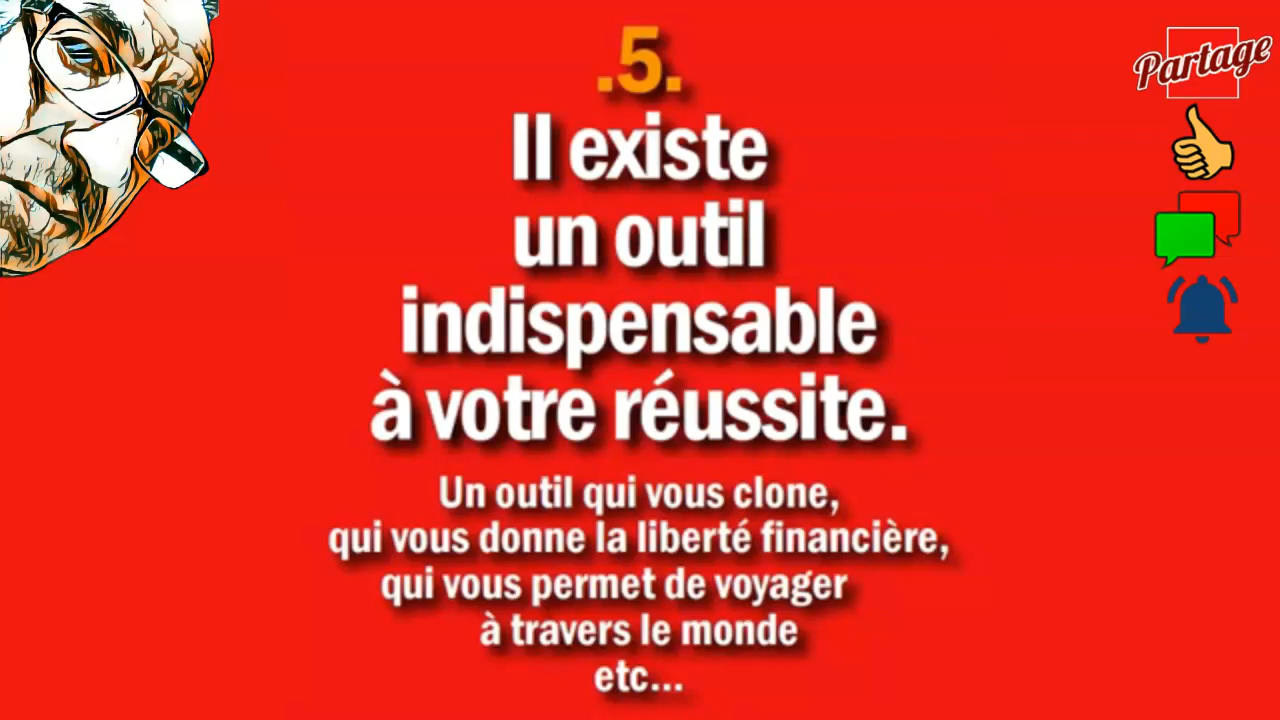 .5.
Il existe
un outil
indispensable
à votre réussite.
Un outil qui vous clone,
qui vous donne la liberté financière,
qui vous permet de voyager
à travers le monde
etc...
Partage